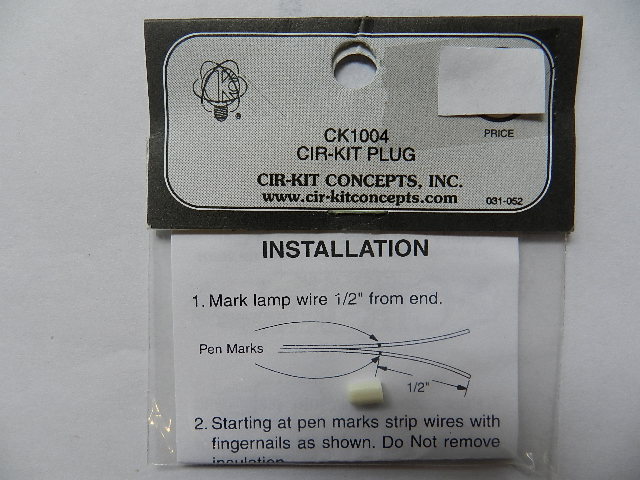 CKC ®
CK1004
CIR-KIT PLUG
PRICE
CIR-KIT CONCEPTS, INC.
www.cir-kitconcepts.com
031-052
INSTALLATION
1. Mark lamp wire 1/2" from end.
Pen Marks
1/2"
2. Starting at pen marks strip wires with
fingernails as shown. Do Not remove
insulation